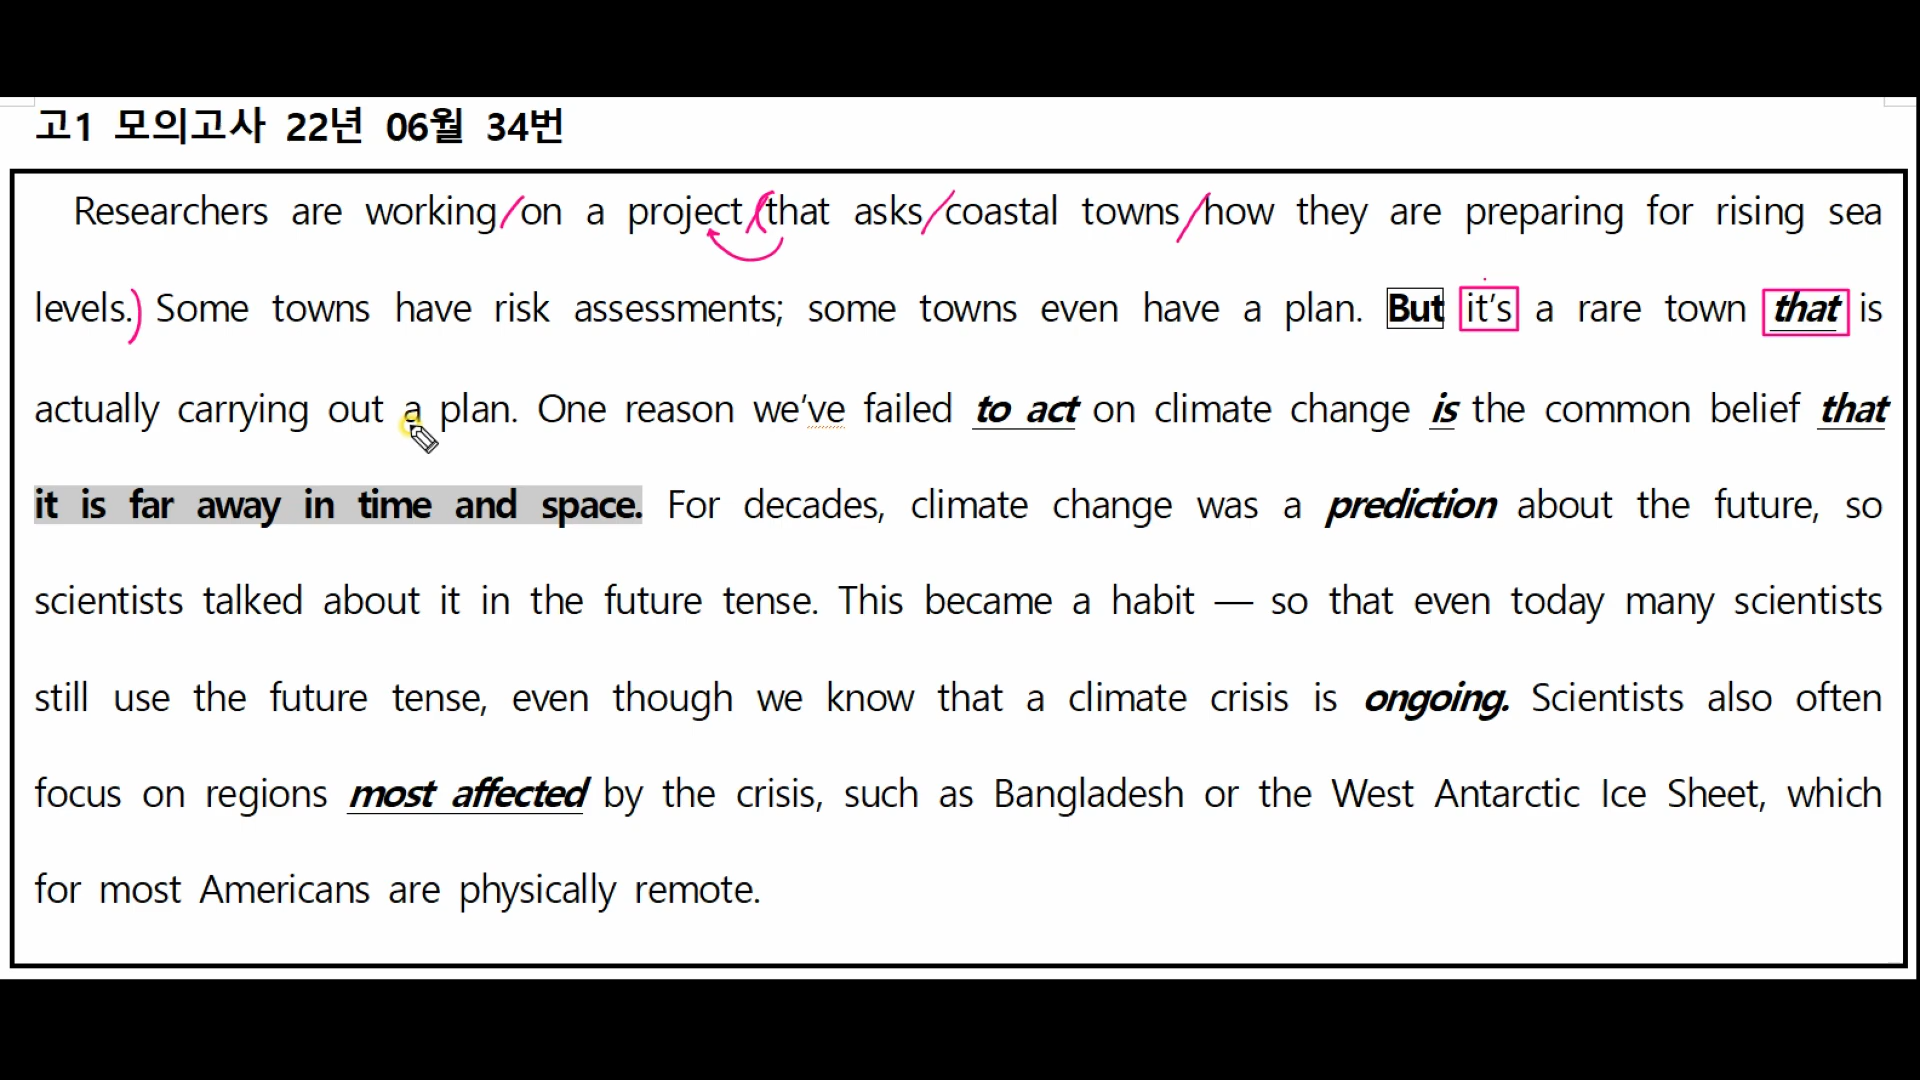 고1 모의고사 22년 06월 34번
Researchers are working on a project that asks coastal towns how they are preparing for rising sea
levels. Some towns have risk assessments; some towns even have a plan. But it’s a rare town that is
actually carrying out a plan. One reason we’ve failed to act on climate change is the common belief that
it is far away in time and space. For decades, climate change was a prediction about the future, so
scientists talked about it in the future tense. This became a habit — so that even today many scientists
still use the future tense, even though we know that a climate crisis is ongoing. Scientists also often
focus on regions most affected by the crisis, such as Bangladesh or the West Antarctic Ice Sheet, which
for most Americans are physically remote.